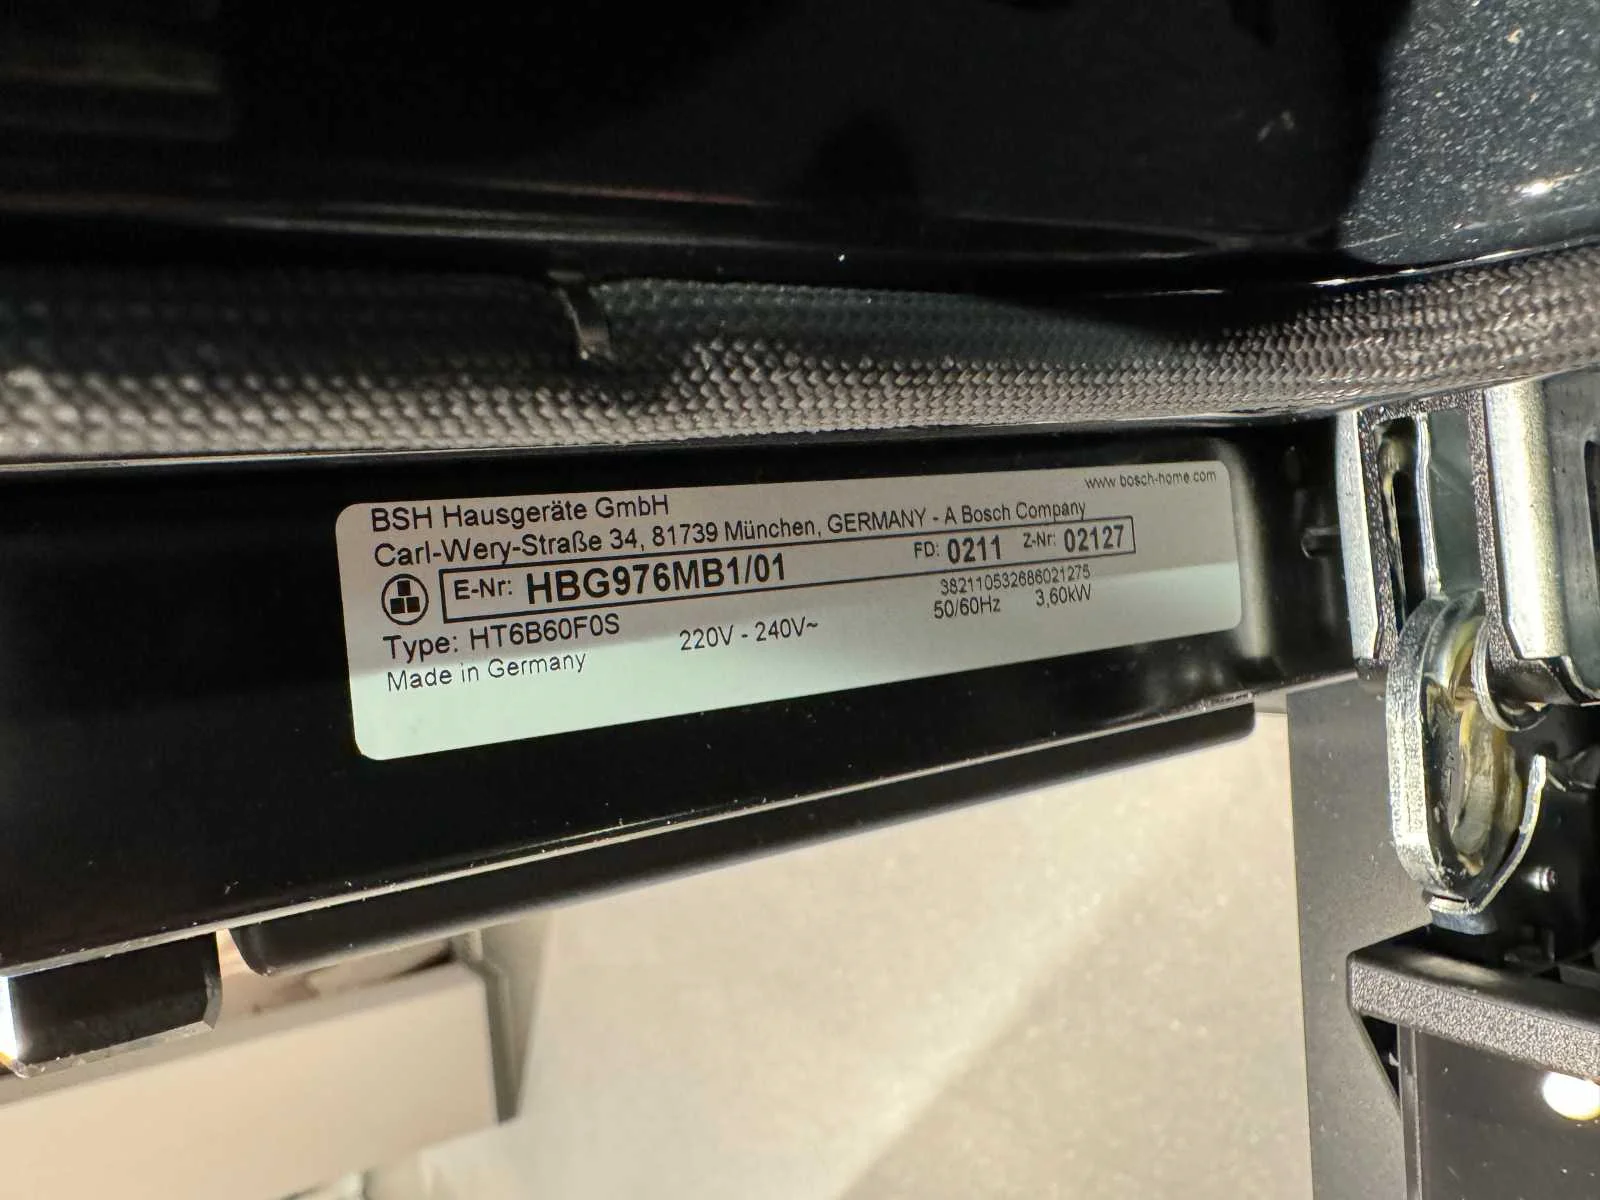 www.bosch-home.com
BSH Hausgeräte GmbH
Carl-Wery-Straße 34, 81739 München, GERMANY - A Bosch Company
E-Nr: HBG976MB1/01 FD: 0211 Z-Nr: 02127
382110532686021275
Type: HT6B60F0S 220V - 240V~ 50/60Hz 3,60kW
Made in Germany